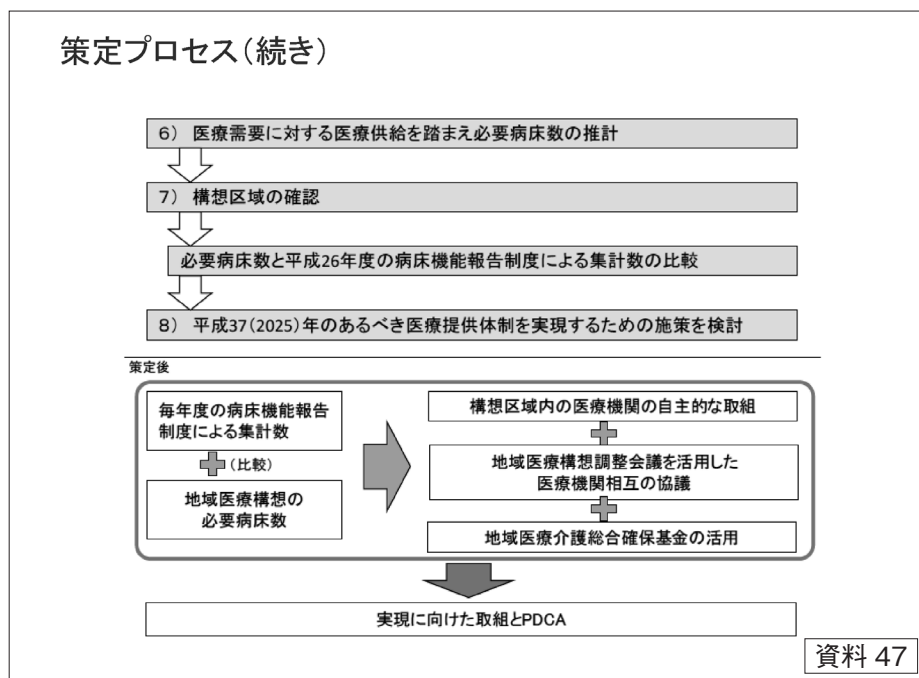 策定プロセス(続き)
6) 医療需要に対する医療供給を踏まえ必要病床数の推計
7) 構想区域の確認
必要病床数と平成26年度の病床機能報告制度による集計数の比較
8) 平成37(2025)年のあるべき医療提供体制を実現するための施策を検討
策定後
毎年度の病床機能報告
制度による集計数
(比較)
地域医療構想の
必要病床数
構想区域内の医療機関の自主的な取組
地域医療構想調整会議を活用した
医療機関相互の協議
地域医療介護総合確保基金の活用
実現に向けた取組とPDCA
資料 47